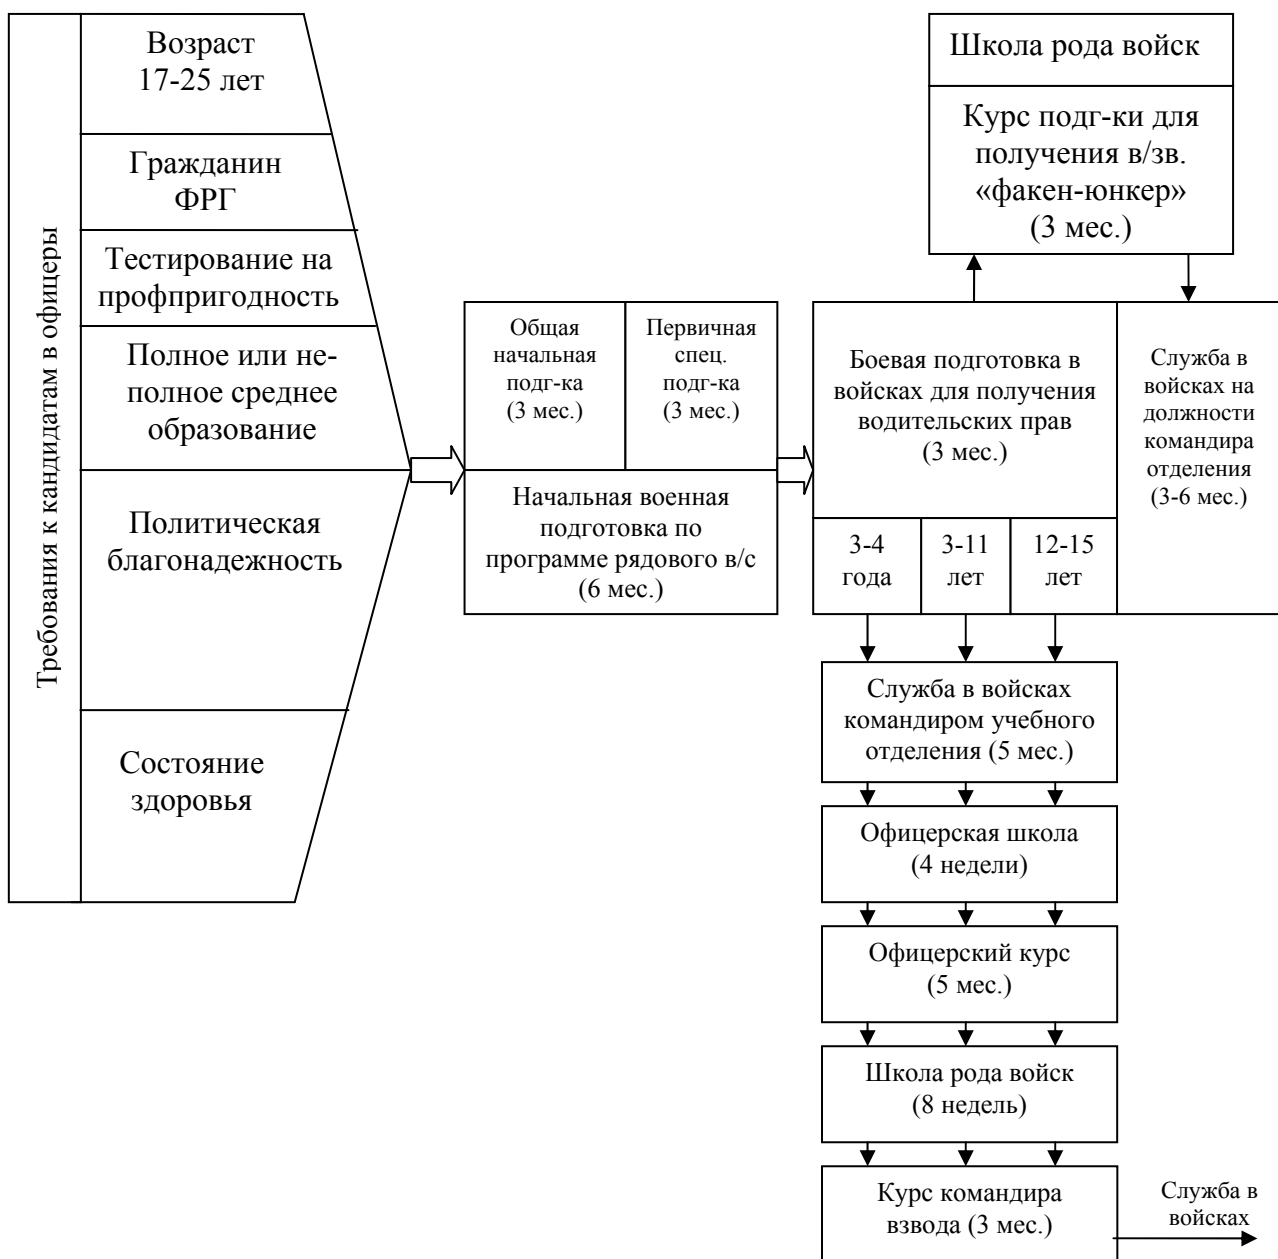 Требования к кандидатам в офицеры
Возраст
17-25 лет
Гражданин
ФРГ
Тестирование на
профпригодность
Полное или не-
полное среднее
образование
Политическая
благонадежность
Состояние
здоровья
Общая
начальная
подг-ка
(3 мес.)
Первичная
спец.
подг-ка
(3 мес.)
Начальная военная
подготовка по
программе рядового в/с
(6 мес.)
Школа рода войск
Курс подг-ки для
получения в/зв.
«факен-юнкер»
(3 мес.)
Боевая подготовка в
войсках для получения
водительских прав
(3 мес.)
3-4
года
3-11
лет
12-15
лет
Служба в
войсках на
должности
командира
отделения
(3-6 мес.)
Служба в войсках
командиром учебного
отделения (5 мес.)
Офицерская школа
(4 недели)
Офицерский курс
(5 мес.)
Школа рода войск
(8 недель)
Курс командира
взвода (3 мес.)
Служба в
войсках